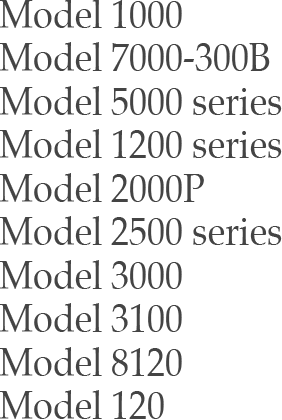 Model 1000
Model 7000-300B
Model 5000 series
Model 1200 series
Model 2000P
Model 2500 series
Model 3000
Model 3100
Model 8120
Model 120